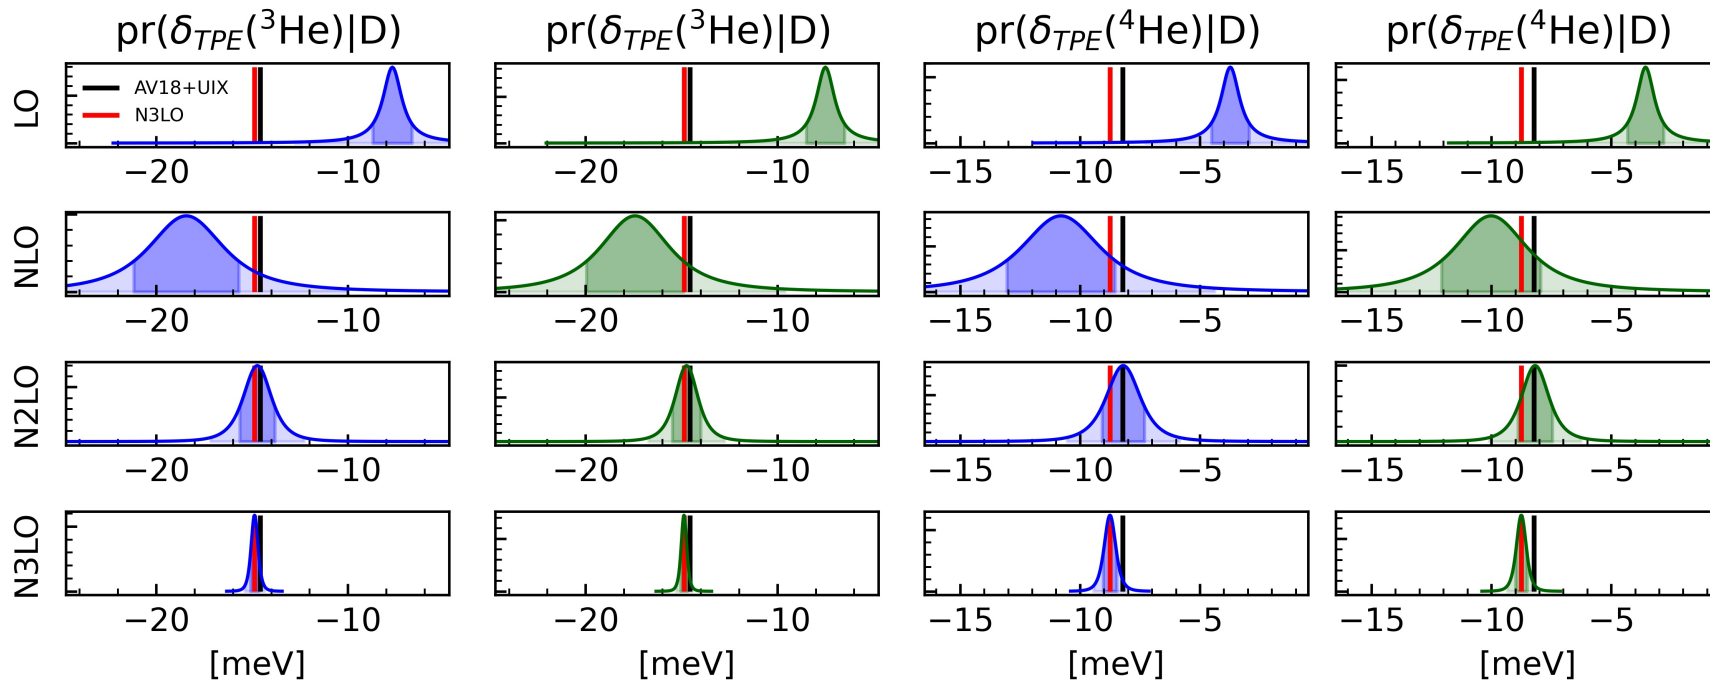 pr(δTPE(³He)|D) pr(δTPE(³He)|D) pr(δTPE(⁴He)|D) pr(δTPE(⁴He)|D)
LO
AV18+UIX
N3LO
−20 −10 −20 −10 −15 −10 −5 −15 −10 −5
NLO
−20 −10 −20 −10 −15 −10 −5 −15 −10 −5
N2LO
−20 −10 −20 −10 −15 −10 −5 −15 −10 −5
N3LO
−20 −10 −20 −10 −15 −10 −5 −15 −10 −5
[meV] [meV] [meV] [meV]